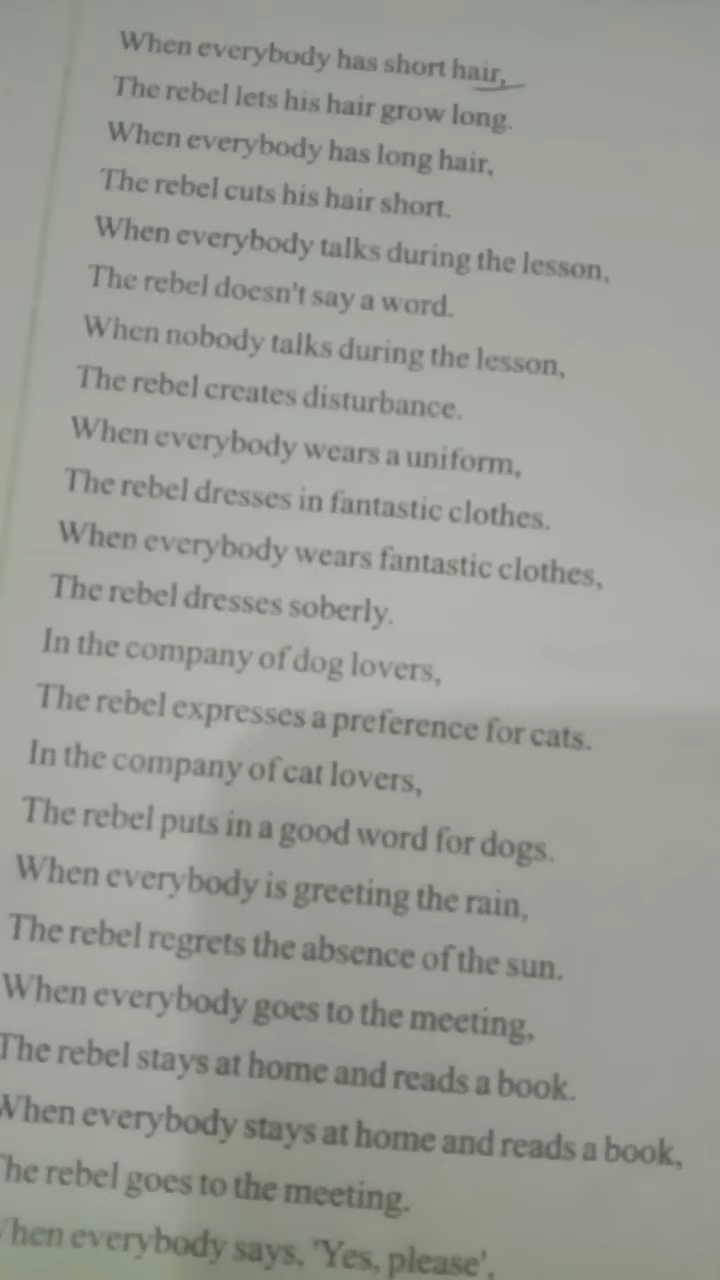 When everybody has short hair,
The rebel lets his hair grow long.
When everybody has long hair,
The rebel cuts his hair short.
When everybody talks during the lesson,
The rebel doesn't say a word.
When nobody talks during the lesson,
The rebel creates disturbance.
When everybody wears a uniform,
The rebel dresses in fantastic clothes.
When everybody wears fantastic clothes,
The rebel dresses soberly.
In the company of dog lovers,
The rebel expresses a preference for cats.
In the company of cat lovers,
The rebel puts in a good word for dogs.
When everybody is greeting the rain,
The rebel regrets the absence of the sun.
When everybody goes to the meeting,
The rebel stays at home and reads a book.
When everybody stays at home and reads a book,
The rebel goes to the meeting.
When everybody says, 'Yes, please',